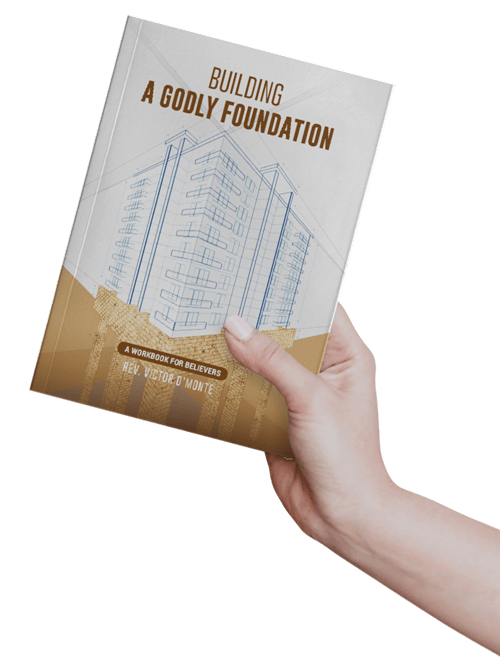 BUILDING
A GODLY FOUNDATION
A WORKBOOK FOR BELIEVERS
REV. VICTOR D'MONTE